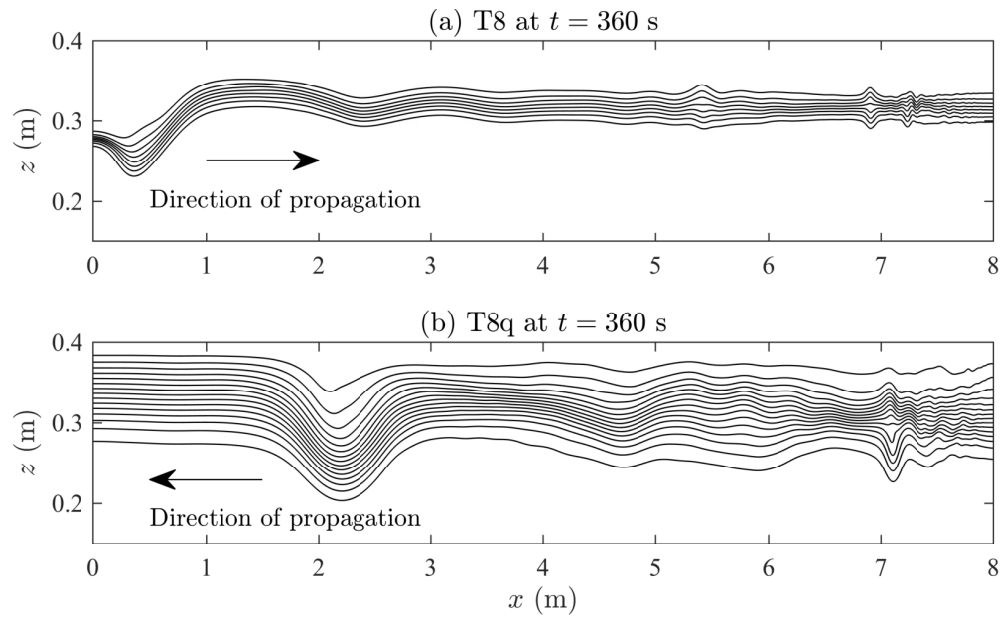 (a) T8 at t = 360 s
0.4
0.3
0.2
z (m)
Direction of propagation
0 1 2 3 4 5 6 7 8
(b) T8q at t = 360 s
0.4
0.3
0.2
z (m)
Direction of propagation
0 1 2 3 4 5 6 7 8
x (m)